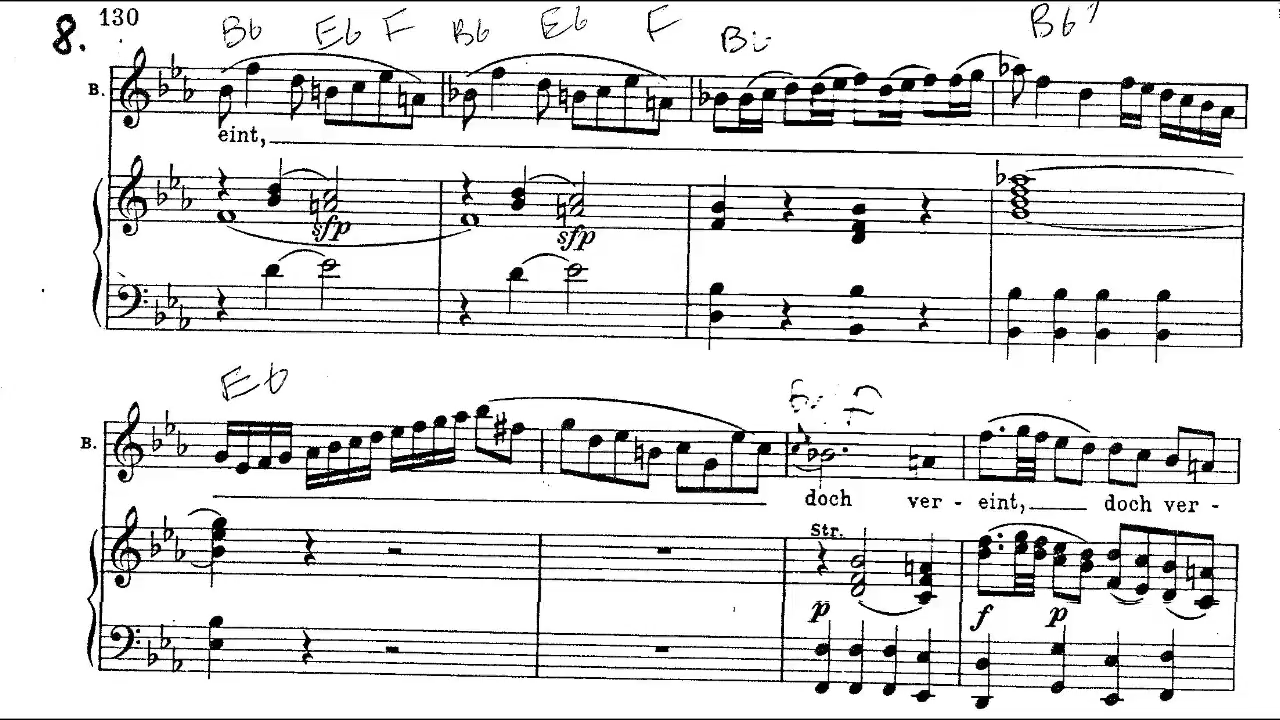 8. 130
Bb Eb F Bb Eb F Bb Bb7
B.
eint,
sfp sfp
Eb
B.
doch ver - eint, doch ver -
Str.
p f p